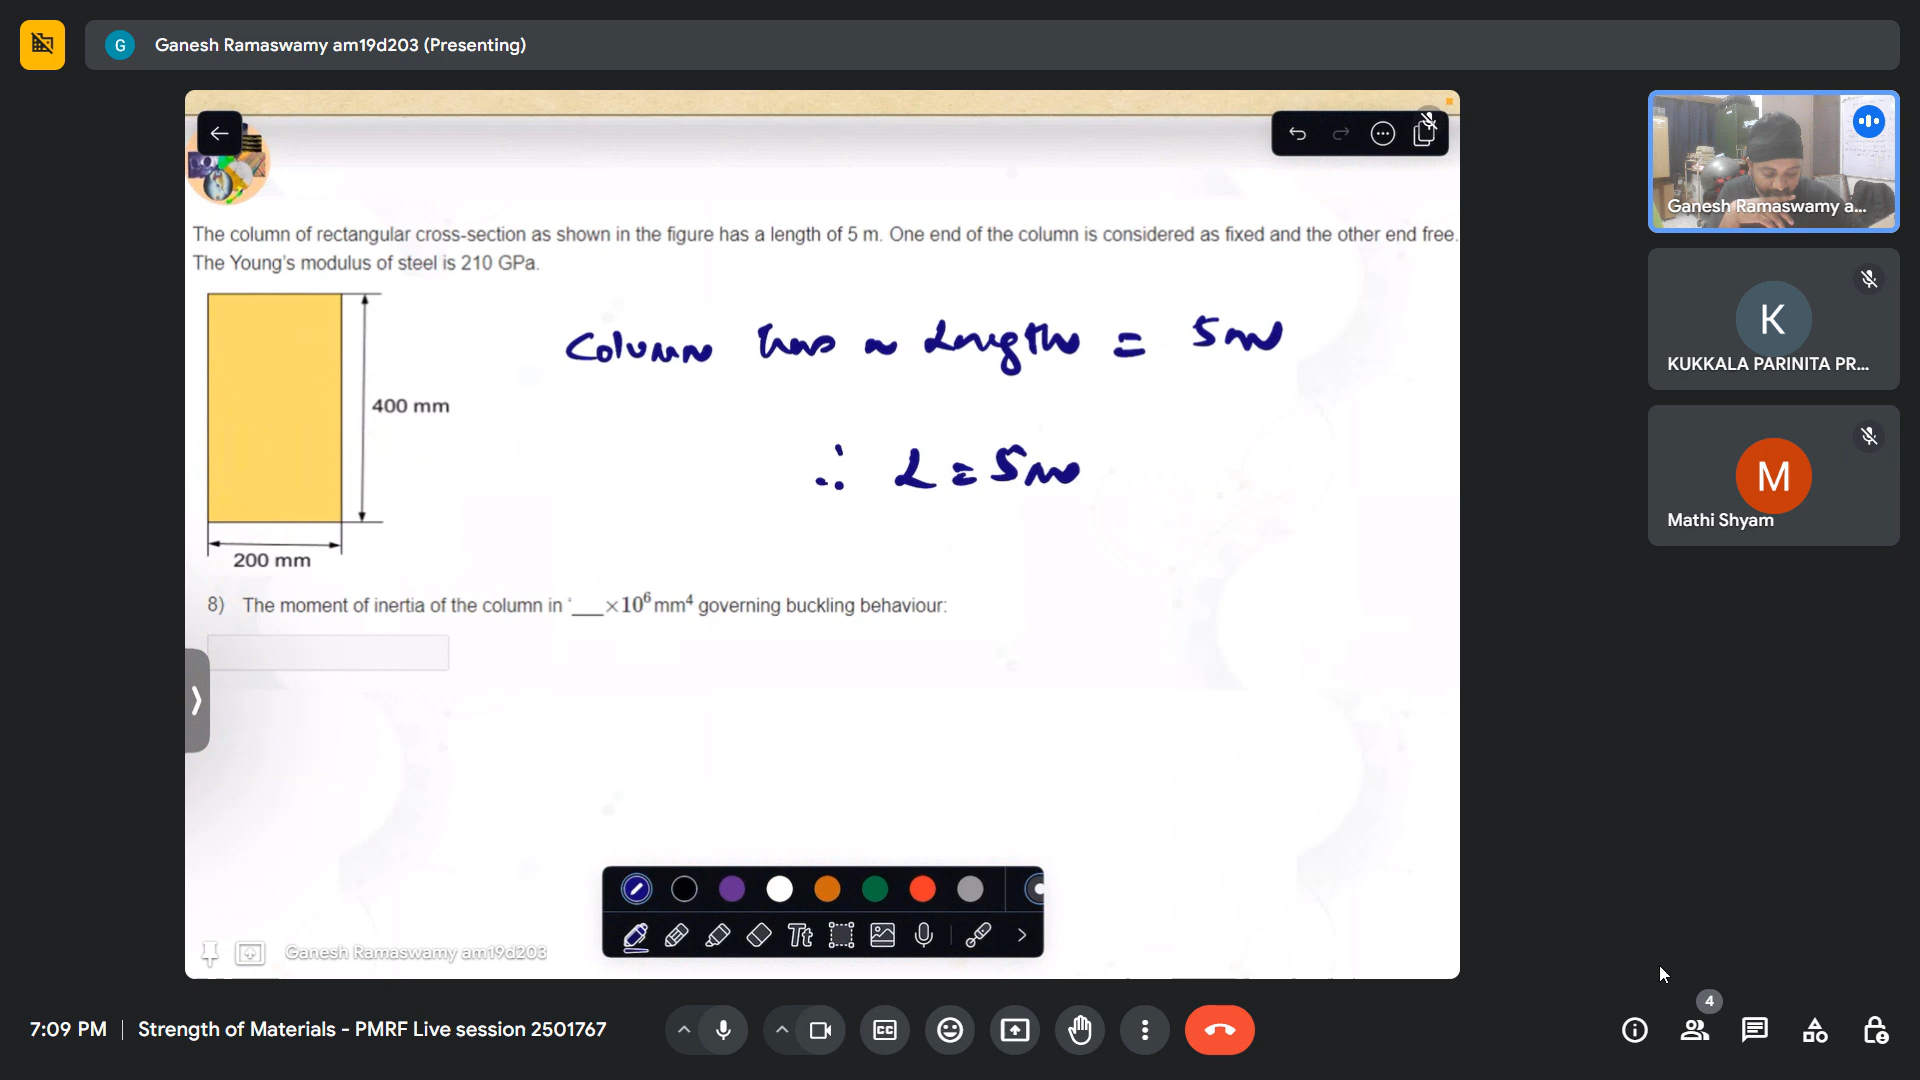 G
Ganesh Ramaswamy am19d203 (Presenting)
The column of rectangular cross-section as shown in the figure has a length of 5 m. One end of the column is considered as fixed and the other end free.
The Young's modulus of steel is 210 GPa.
Column has a Length = 5m
400 mm
∴ L = 5m
200 mm
8) The moment of inertia of the column in '___×10⁶ mm⁴ governing buckling behaviour:
Tt
Ganesh Ramaswamy am19d203
Ganesh Ramaswamy a...
K
KUKKALA PARINITA PR...
M
Mathi Shyam
7:09 PM | Strength of Materials - PMRF Live session 2501767
CC
4